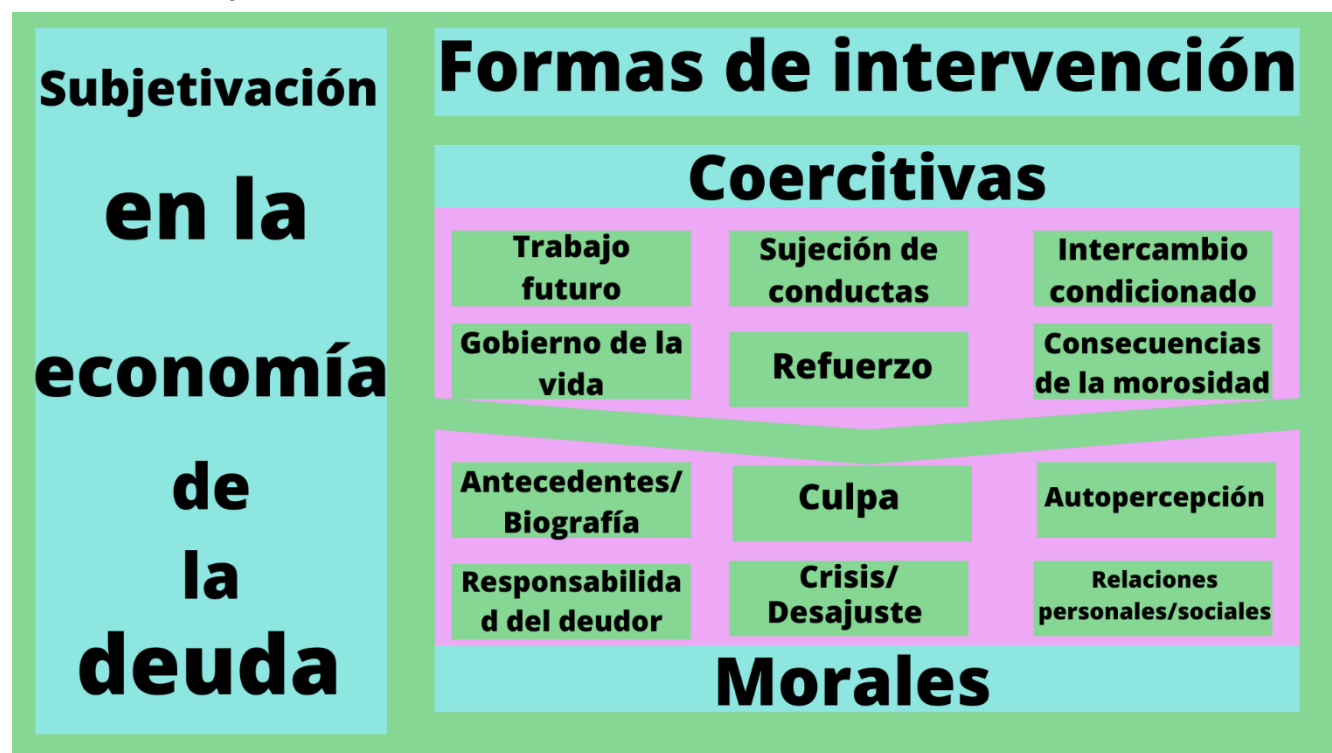 Subjetivación
en la
economía
de
la
deuda
Formas de intervención
Coercitivas
Trabajo
futuro
Sujeción de
conductas
Intercambio
condicionado
Gobierno de la
vida
Refuerzo
Consecuencias
de la morosidad
Antecedentes/
Biografía
Culpa
Autopercepción
Responsabilida
d del deudor
Crisis/
Desajuste
Relaciones
personales/sociales
Morales